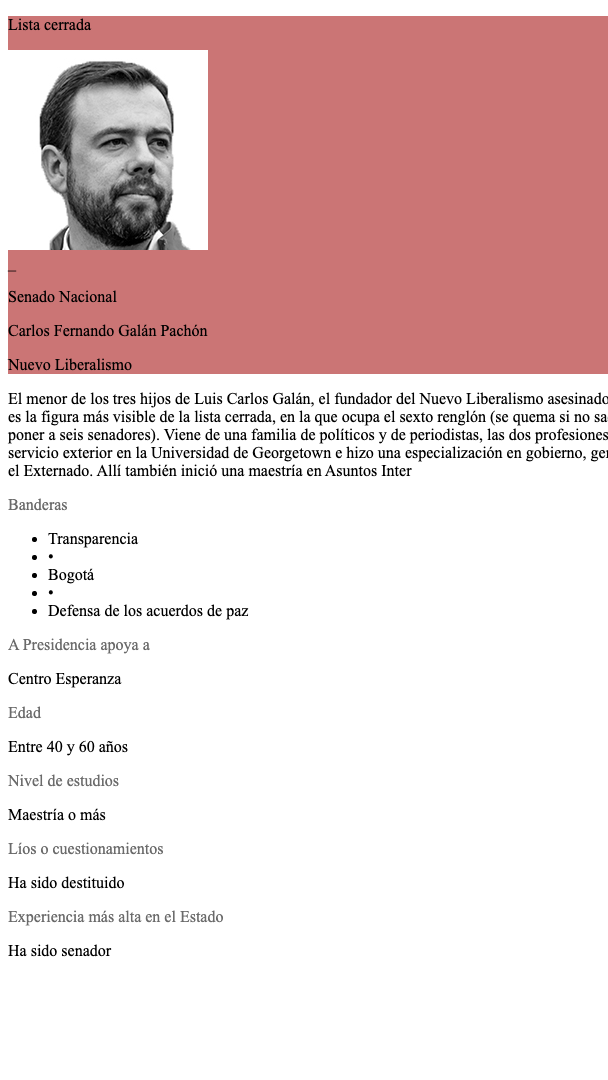 Lista cerrada
_
Senado Nacional
Carlos Fernando Galán Pachón
Nuevo Liberalismo
El menor de los tres hijos de Luis Carlos Galán, el fundador del Nuevo Liberalismo asesinado
es la figura más visible de la lista cerrada, en la que ocupa el sexto renglón (se quema si no
poner a seis senadores). Viene de una familia de políticos y de periodistas, las dos profesiones
servicio exterior en la Universidad de Georgetown e hizo una especialización en gobierno,
el Externado. Allí también inició una maestría en Asuntos Inter
Banderas
• Transparencia
• •
• Bogotá
• •
• Defensa de los acuerdos de paz
A Presidencia apoya a
Centro Esperanza
Edad
Entre 40 y 60 años
Nivel de estudios
Maestría o más
Líos o cuestionamientos
Ha sido destituido
Experiencia más alta en el Estado
Ha sido senador